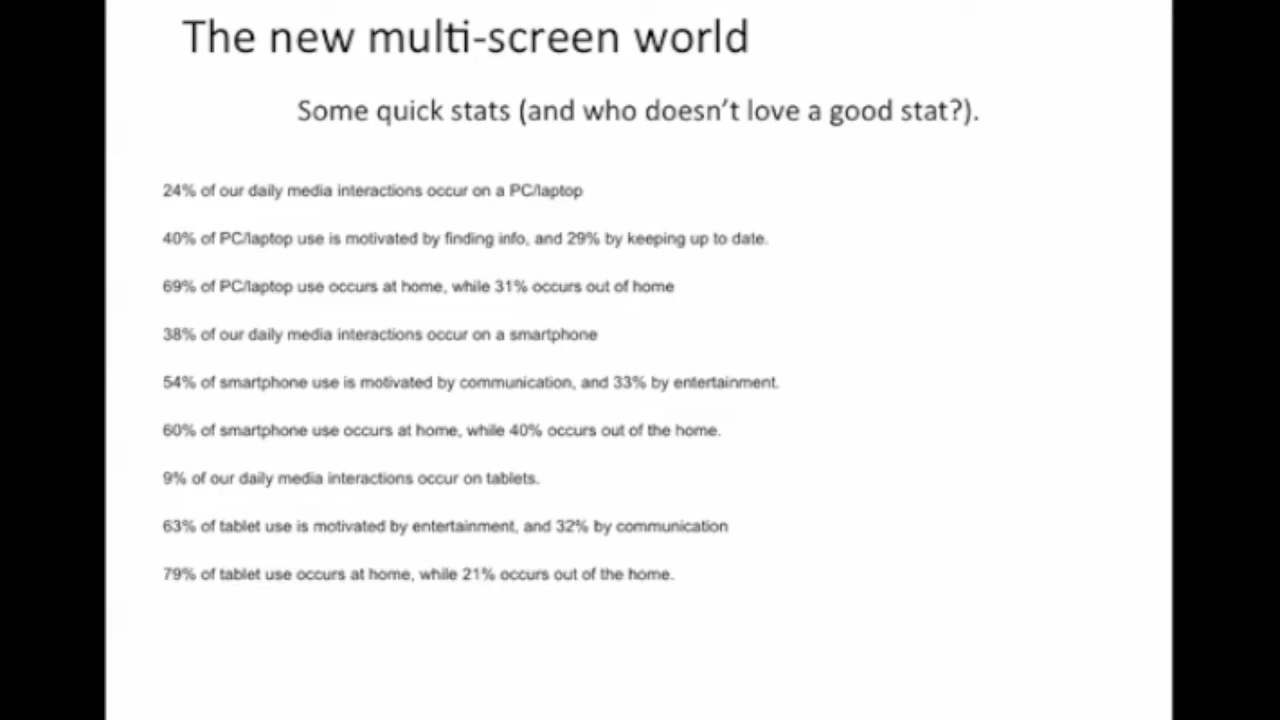 The new multi-screen world
Some quick stats (and who doesn't love a good stat?).
24% of our daily media interactions occur on a PC/laptop
40% of PC/laptop use is motivated by finding info, and 29% by keeping up to date.
69% of PC/laptop use occurs at home, while 31% occurs out of home
38% of our daily media interactions occur on a smartphone
54% of smartphone use is motivated by communication, and 33% by entertainment.
60% of smartphone use occurs at home, while 40% occurs out of the home.
9% of our daily media interactions occur on tablets.
63% of tablet use is motivated by entertainment, and 32% by communication
79% of tablet use occurs at home, while 21% occurs out of the home.